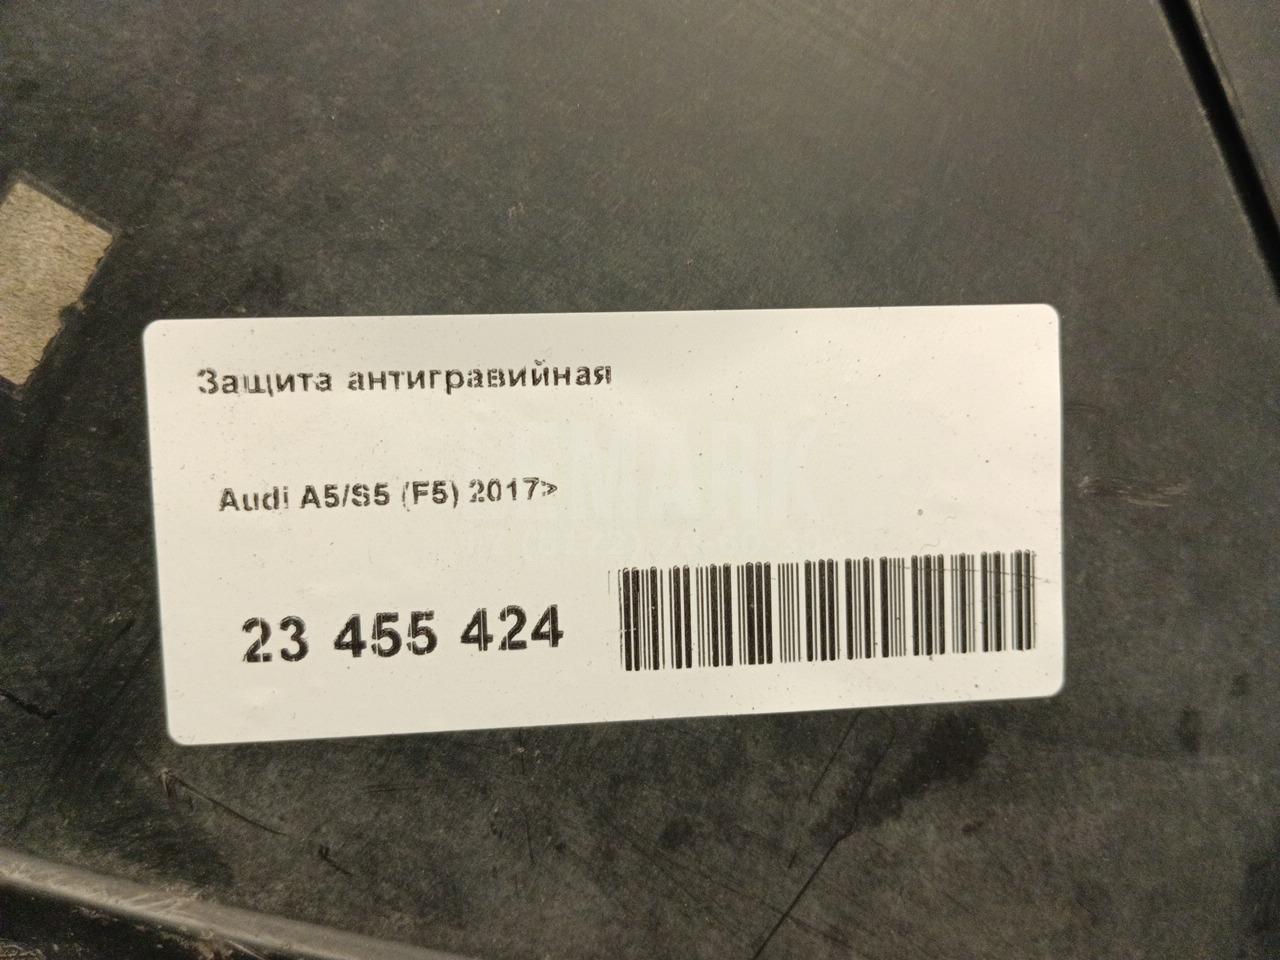 Защита антигравийная
Audi A5/S5 (F5) 2017>
23 455 424